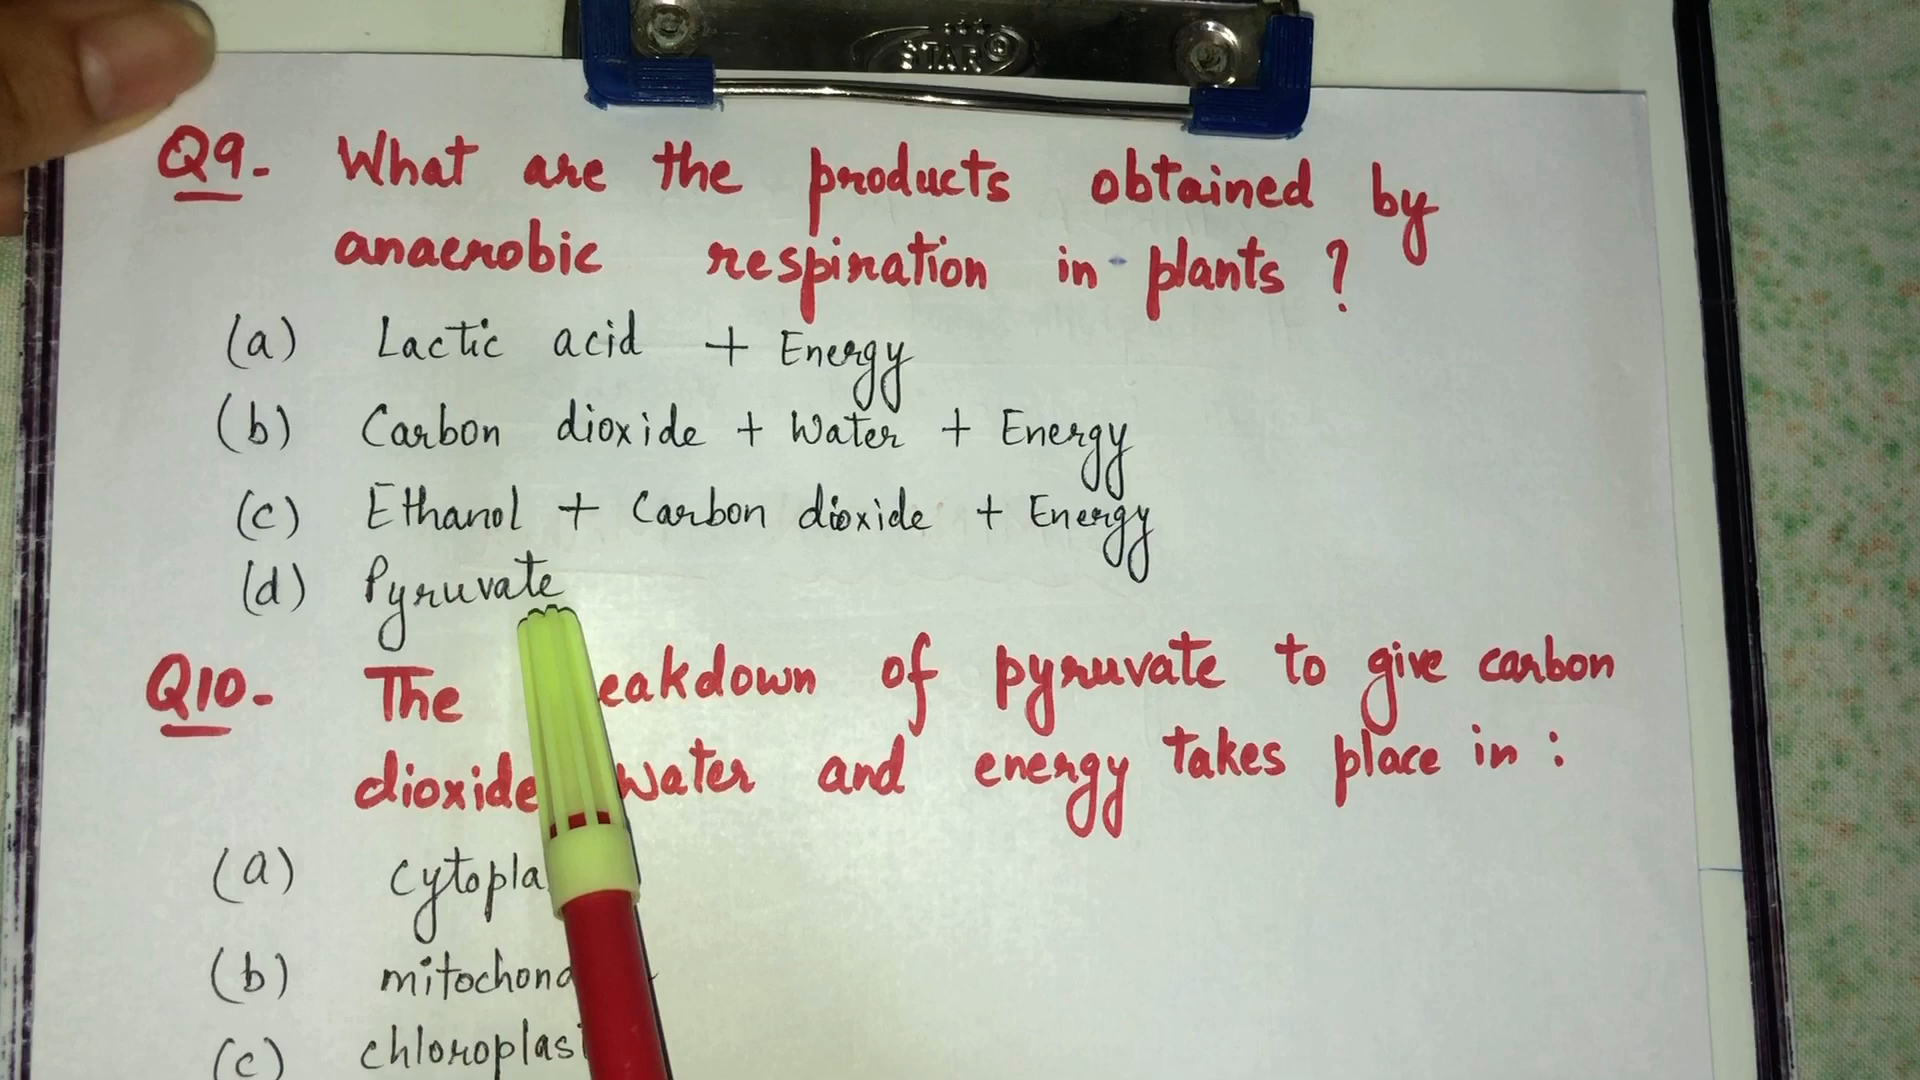 STAR
Q9- What are the products obtained by
anaerobic respiration in plants ?
(a) Lactic acid + Energy
(b) Carbon dioxide + Water + Energy
(c) Ethanol + Carbon dioxide + Energy
(d) Pyruvate
Q10- The eakdown of pyruvate to give carbon
dioxide water and energy takes place in :
(a) cytopla
(b) mitochond
(c) chloroplas